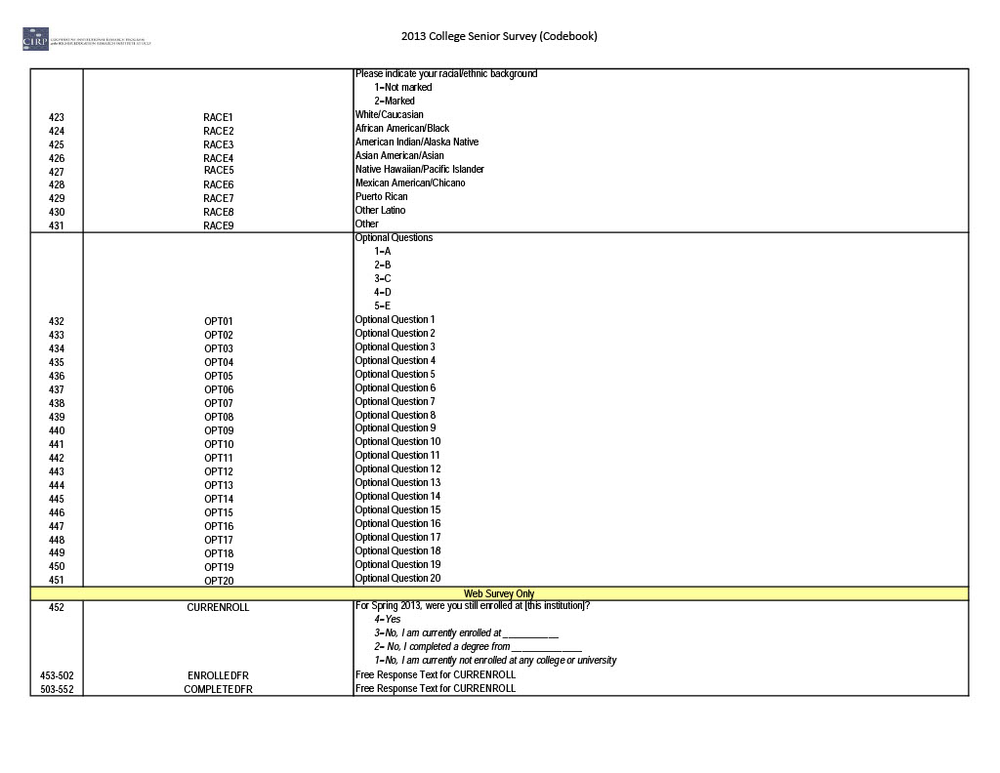 CIRP
COOPERATIVE INSTITUTIONAL RESEARCH PROGRAM
at the HIGHER EDUCATION RESEARCH INSTITUTE AT UCLA
2013 College Senior Survey (Codebook)
Please indicate your racial/ethnic background
1=Not marked
2=Marked
423 RACE1 White/Caucasian
424 RACE2 African American/Black
425 RACE3 American Indian/Alaska Native
426 RACE4 Asian American/Asian
427 RACE5 Native Hawaiian/Pacific Islander
428 RACE6 Mexican American/Chicano
429 RACE7 Puerto Rican
430 RACE8 Other Latino
431 RACE9 Other
Optional Questions
1=A
2=B
3=C
4=D
5=E
432 OPT01 Optional Question 1
433 OPT02 Optional Question 2
434 OPT03 Optional Question 3
435 OPT04 Optional Question 4
436 OPT05 Optional Question 5
437 OPT06 Optional Question 6
438 OPT07 Optional Question 7
439 OPT08 Optional Question 8
440 OPT09 Optional Question 9
441 OPT10 Optional Question 10
442 OPT11 Optional Question 11
443 OPT12 Optional Question 12
444 OPT13 Optional Question 13
445 OPT14 Optional Question 14
446 OPT15 Optional Question 15
447 OPT16 Optional Question 16
448 OPT17 Optional Question 17
449 OPT18 Optional Question 18
450 OPT19 Optional Question 19
451 OPT20 Optional Question 20
Web Survey Only
452 CURRENROLL For Spring 2013, were you still enrolled at [this institution]?
4=Yes
3=No, I am currently enrolled at ___________
2= No, I completed a degree from ______________
1=No, I am currently not enrolled at any college or university
453-502 ENROLLEDFR Free Response Text for CURRENROLL
503-552 COMPLETEDFR Free Response Text for CURRENROLL